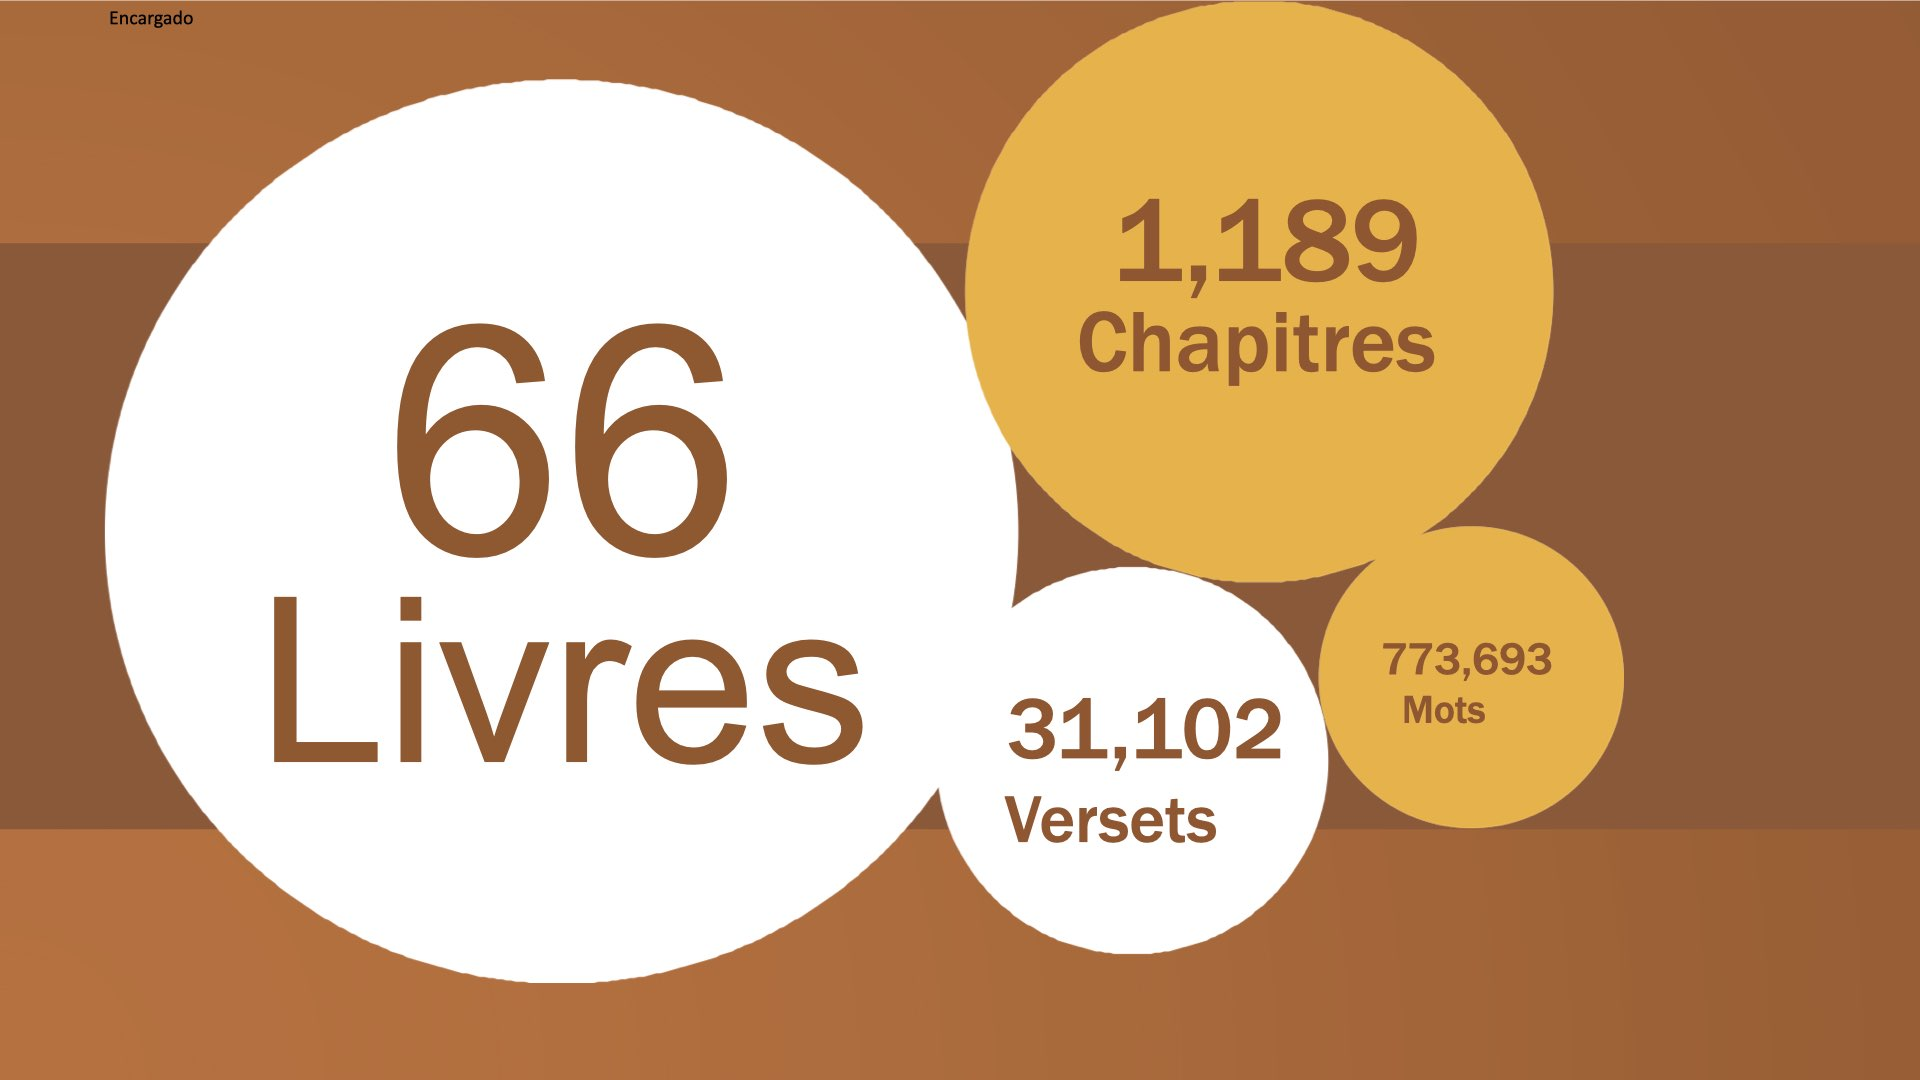 Encargado
66
Livres
1,189
Chapitres
31,102
Versets
773,693
Mots